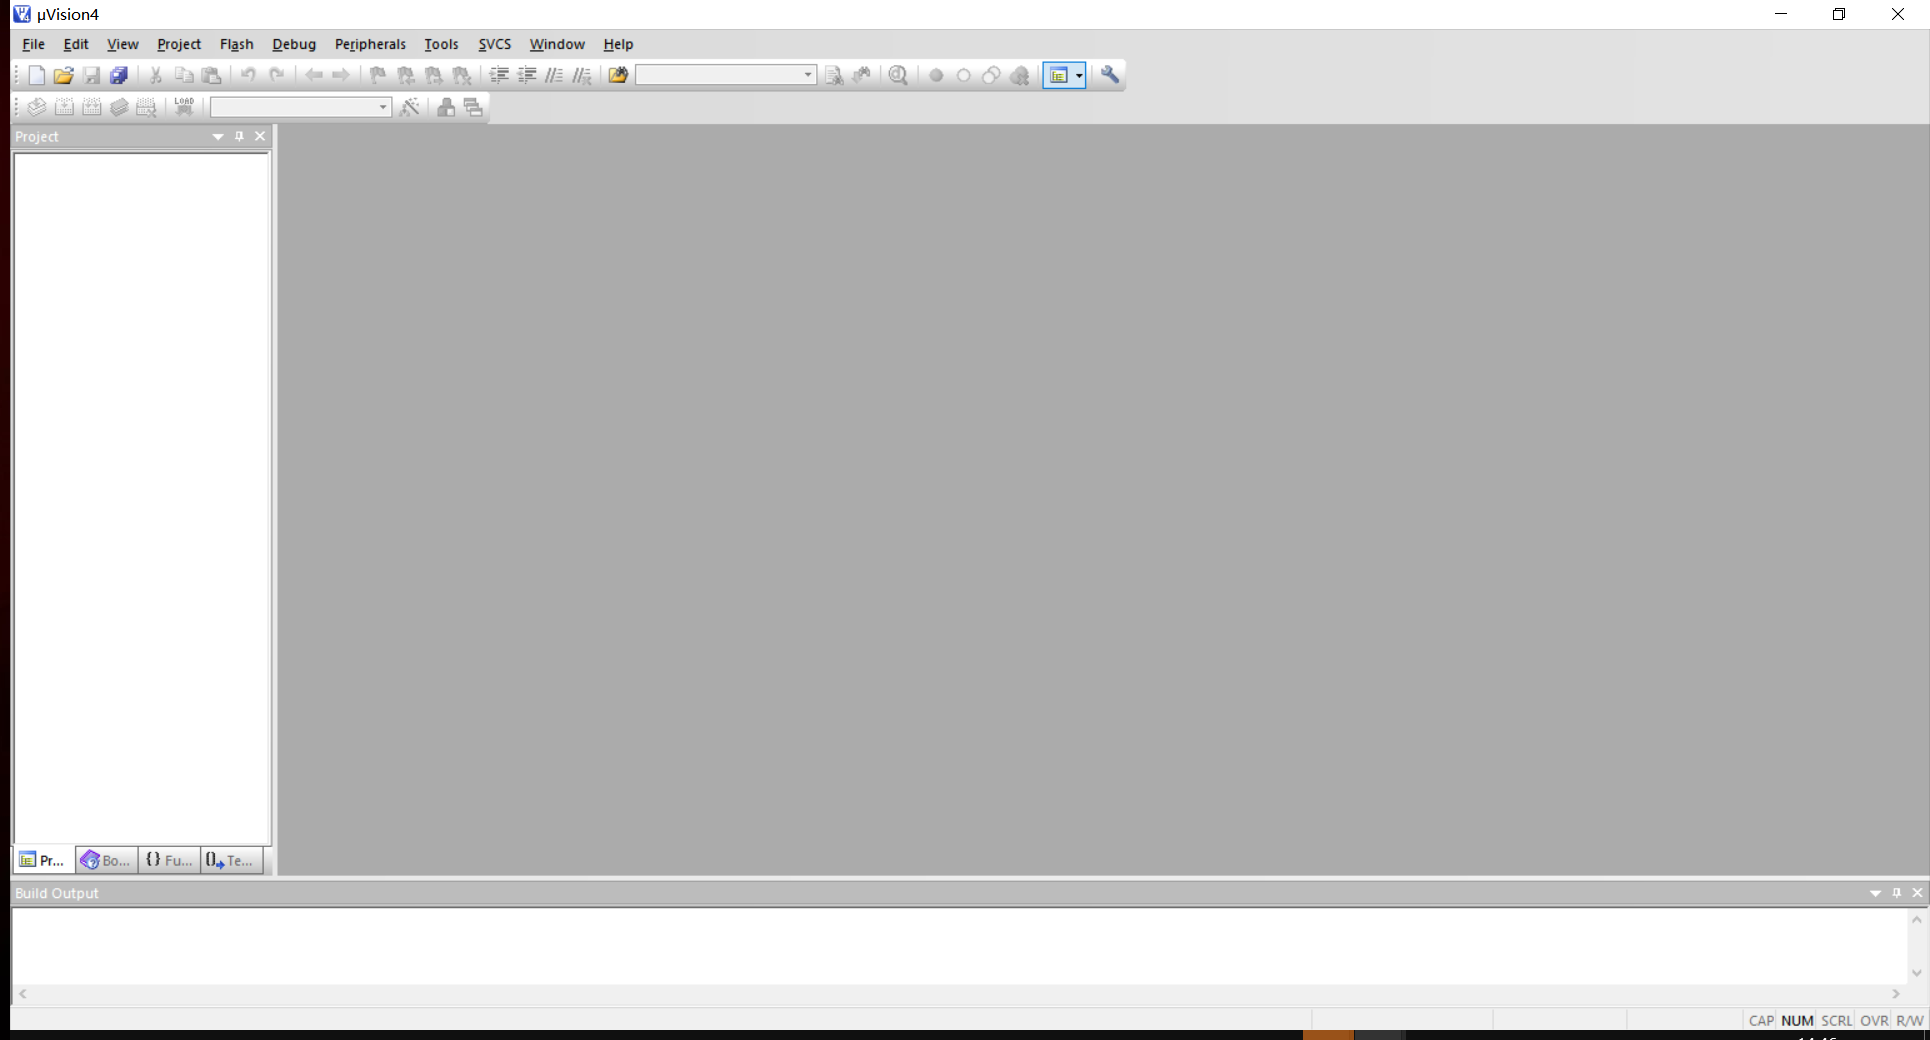 µVision4
File Edit View Project Flash Debug Peripherals Tools SVCS Window Help
LOAD
Project
Pr... Bo... {} Fu... Te...
Build Output
CAP NUM SCRL OVR R/W